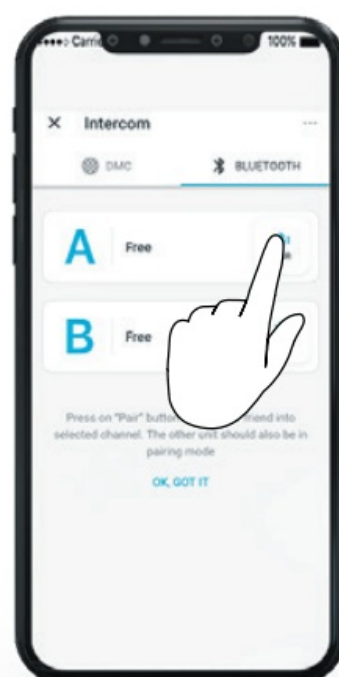 Carri 100%
× Intercom ...
DMC BLUETOOTH
A Free
B Free
Press on "Pair" butto friend into
selected channel. The other unit should also be in
pairing mode
OK, GOT IT